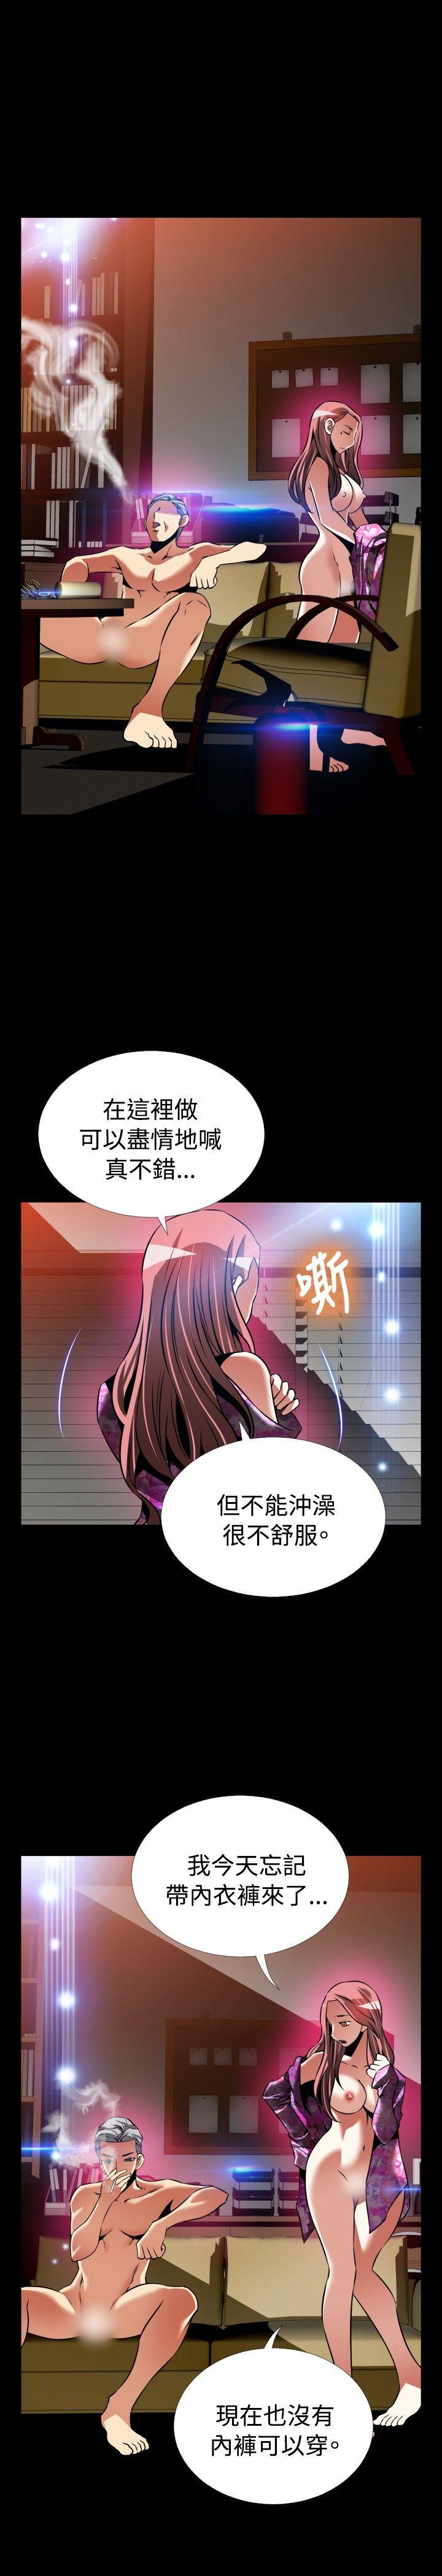 在這裡做
可以盡情地喊
真不錯...
嘶
但不能沖澡
很不舒服。
我今天忘記
帶內衣褲來了...
現在也沒有
內褲可以穿。